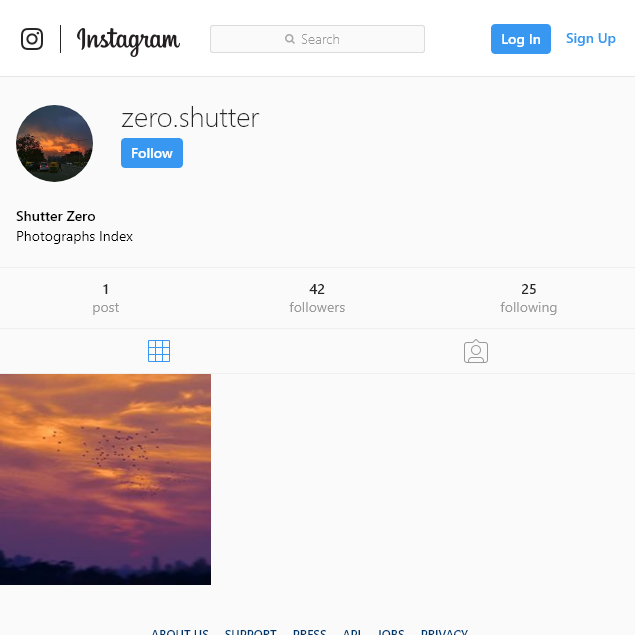 Instagram
Search
Log In
Sign Up
zero.shutter
Follow
Shutter Zero
Photographs Index
1
post
42
followers
25
following
ABOUT US SUPPORT PRESS API JOBS PRIVACY